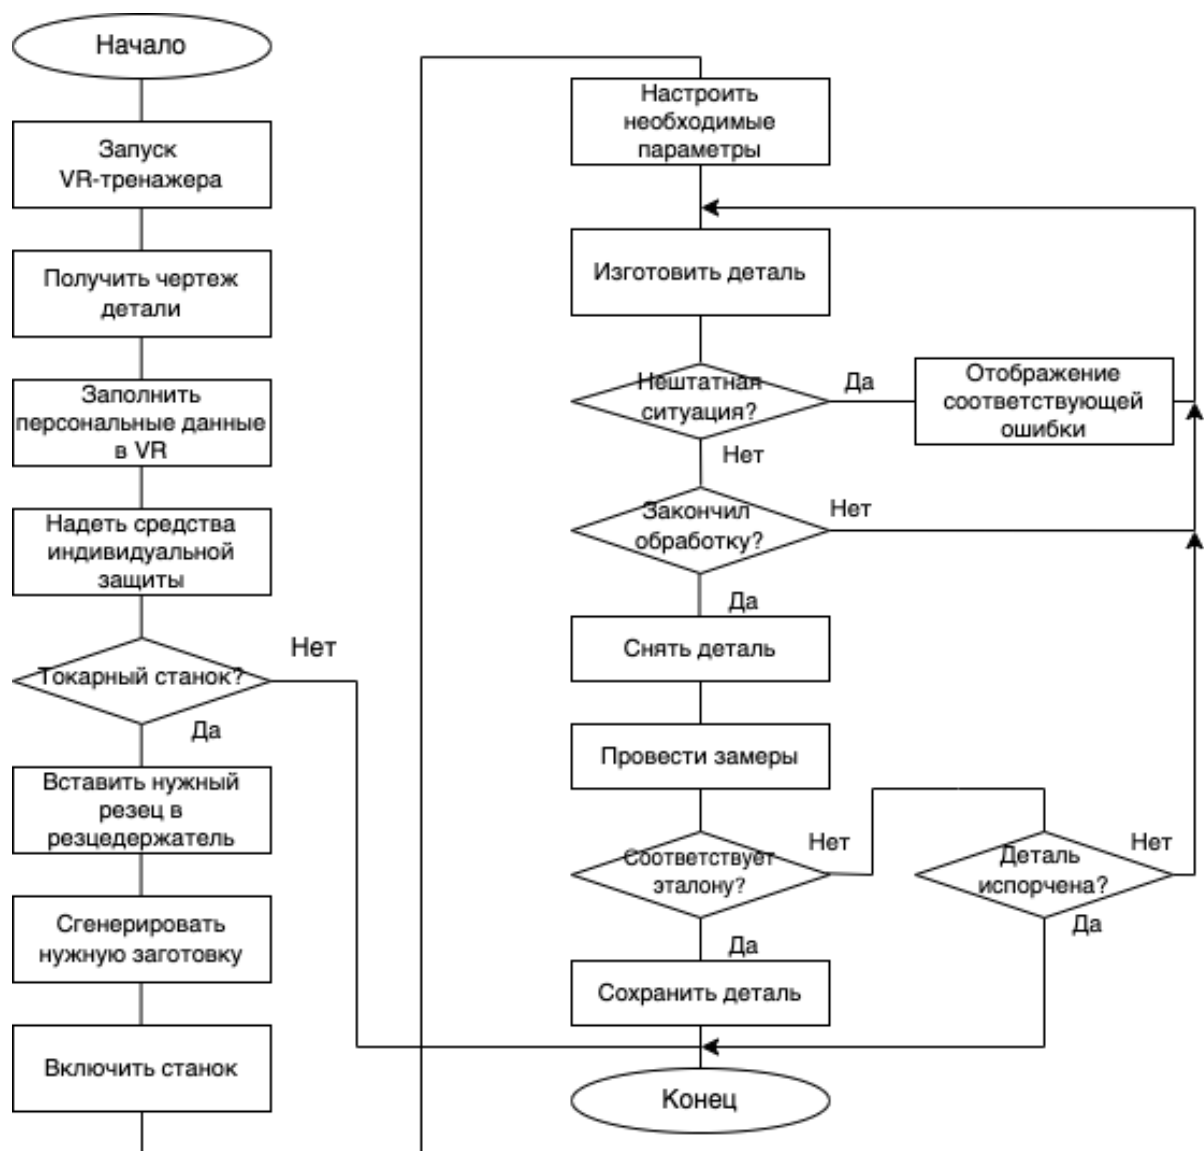 Начало
Запуск
VR-тренажера
Получить чертеж
детали
Заполнить
персональные данные
в VR
Надеть средства
индивидуальной
защиты
Токарный станок?
Нет
Да
Вставить нужный
резец в
резцедержатель
Сгенерировать
нужную заготовку
Включить станок
Настроить
необходимые
параметры
Изготовить деталь
Нештатная
ситуация?
Да
Отображение
соответствующей
ошибки
Нет
Закончил
обработку?
Нет
Да
Снять деталь
Провести замеры
Соответствует
эталону?
Нет
Деталь
испорчена?
Нет
Да
Да
Сохранить деталь
Конец